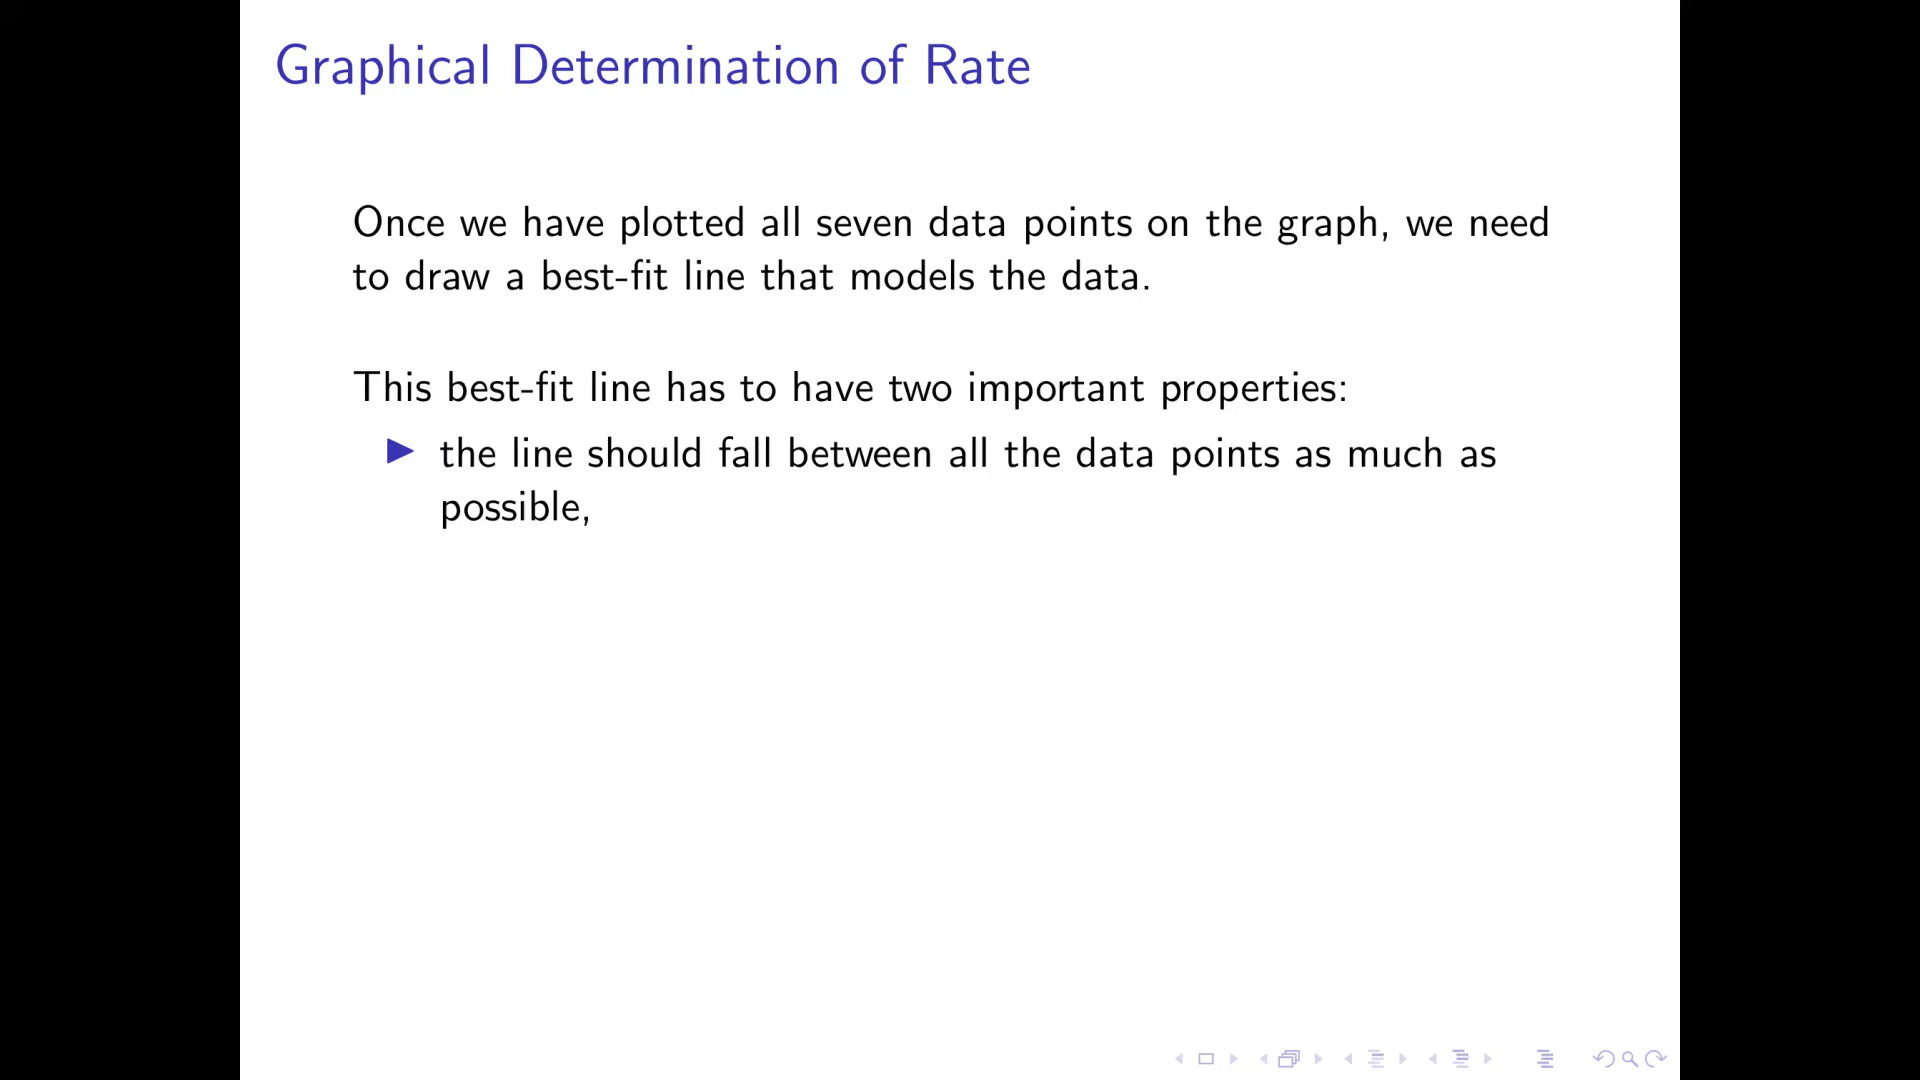 Graphical Determination of Rate
Once we have plotted all seven data points on the graph, we need
to draw a best-fit line that models the data.
This best-fit line has to have two important properties:
the line should fall between all the data points as much as
possible,